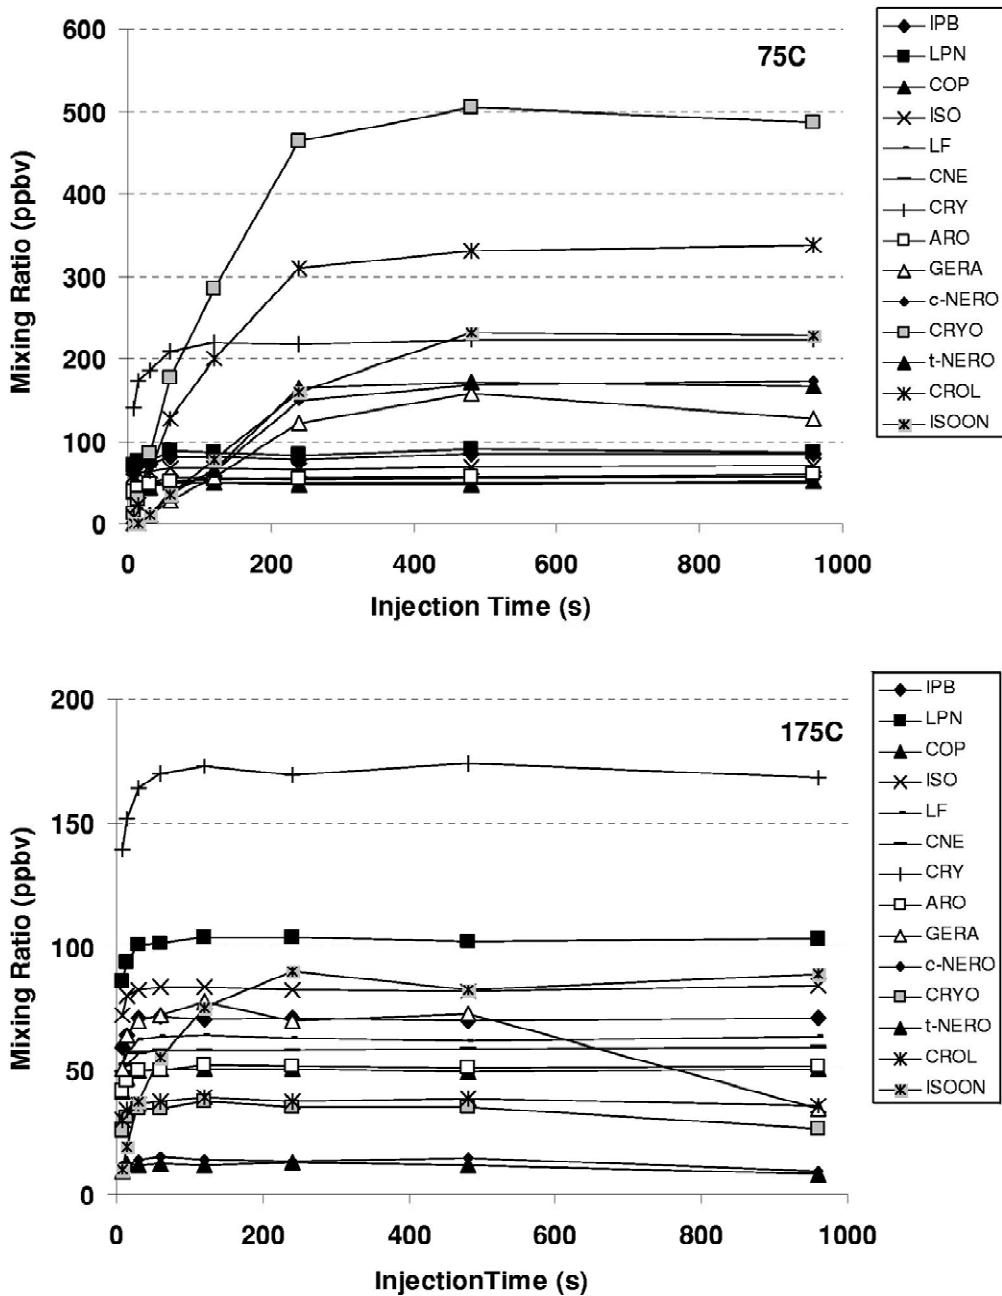 600
500
400
300
200
100
0
Mixing Ratio (ppbv)
75C
0 200 400 600 800 1000
Injection Time (s)
IPB
LPN
COP
ISO
LF
CNE
CRY
ARO
GERA
c-NERO
CRYO
t-NERO
CROL
ISOON
200
150
100
50
0
Mixing Ratio (ppbv)
175C
0 200 400 600 800 1000
InjectionTime (s)
IPB
LPN
COP
ISO
LF
CNE
CRY
ARO
GERA
c-NERO
CRYO
t-NERO
CROL
ISOON